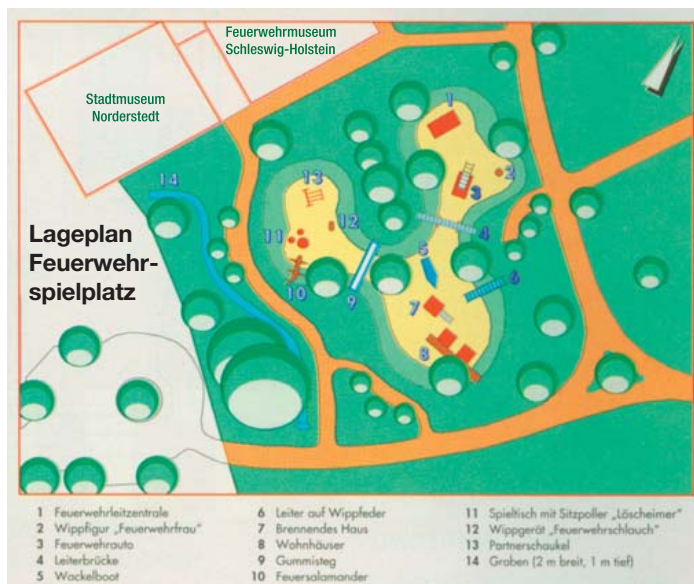 Feuerwehrmuseum
Schleswig-Holstein
Stadtmuseum
Norderstedt
Lageplan
Feuerwehr-
spielplatz
1
2
3
4
5
6
7
8
9
10
11
12
13
14
1 Feuerwehrleitzentrale
2 Wippfigur „Feuerwehrfrau"
3 Feuerwehrauto
4 Leiterbrücke
5 Wackelboot
6 Leiter auf Wippfeder
7 Brennendes Haus
8 Wohnhäuser
9 Gummisteg
10 Feuersalamander
11 Spieltisch mit Sitzpoller „Löscheimer"
12 Wippgerät „Feuerwehrschlauch"
13 Partnerschaukel
14 Graben (2 m breit, 1 m tief)